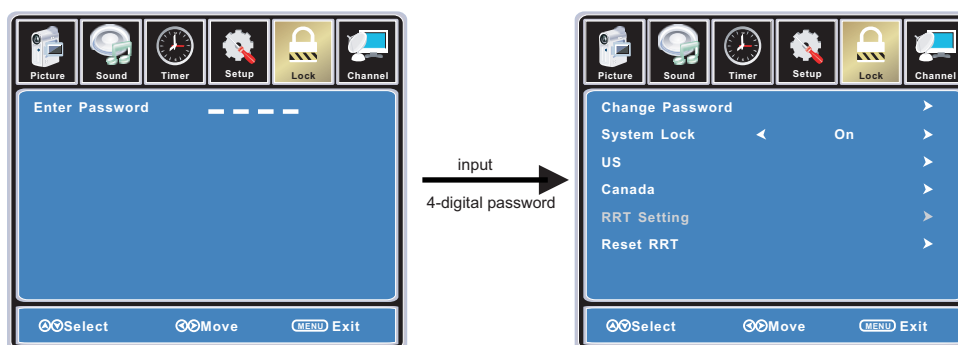 Picture Sound Timer Setup Lock Channel
Enter Password
Select Move MENU Exit
input
4-digital password
Picture Sound Timer Setup Lock Channel
Change Password
System Lock On
US
Canada
RRT Setting
Reset RRT
Select Move MENU Exit